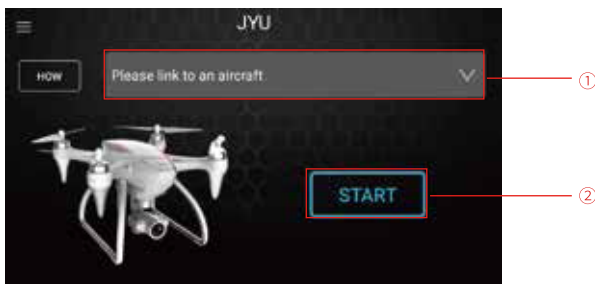 JYU
HOW
Please link to an aircraft
①
START
②